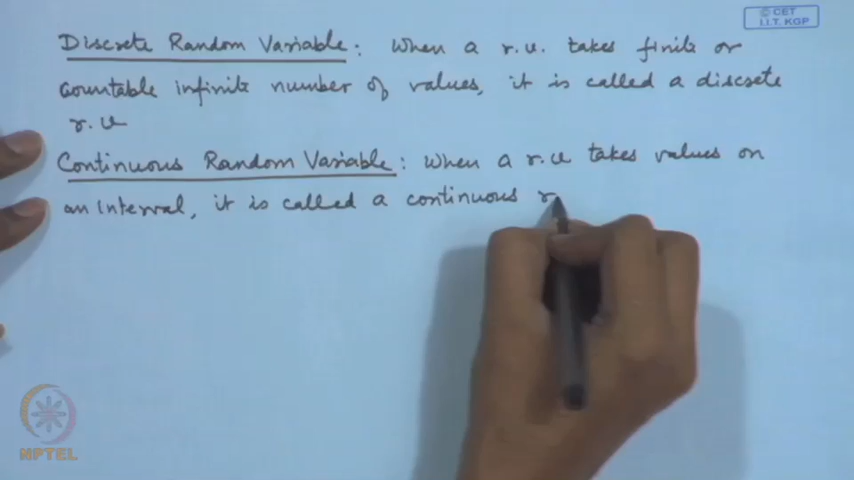 © CET
I.I.T. KGP
Discrete Random Variable: When a r.v. takes finite or
countable infinite number of values, it is called a discrete
r.v
Continuous Random Variable: When a r.v takes values on
an interval, it is called a continuous r
NPTEL